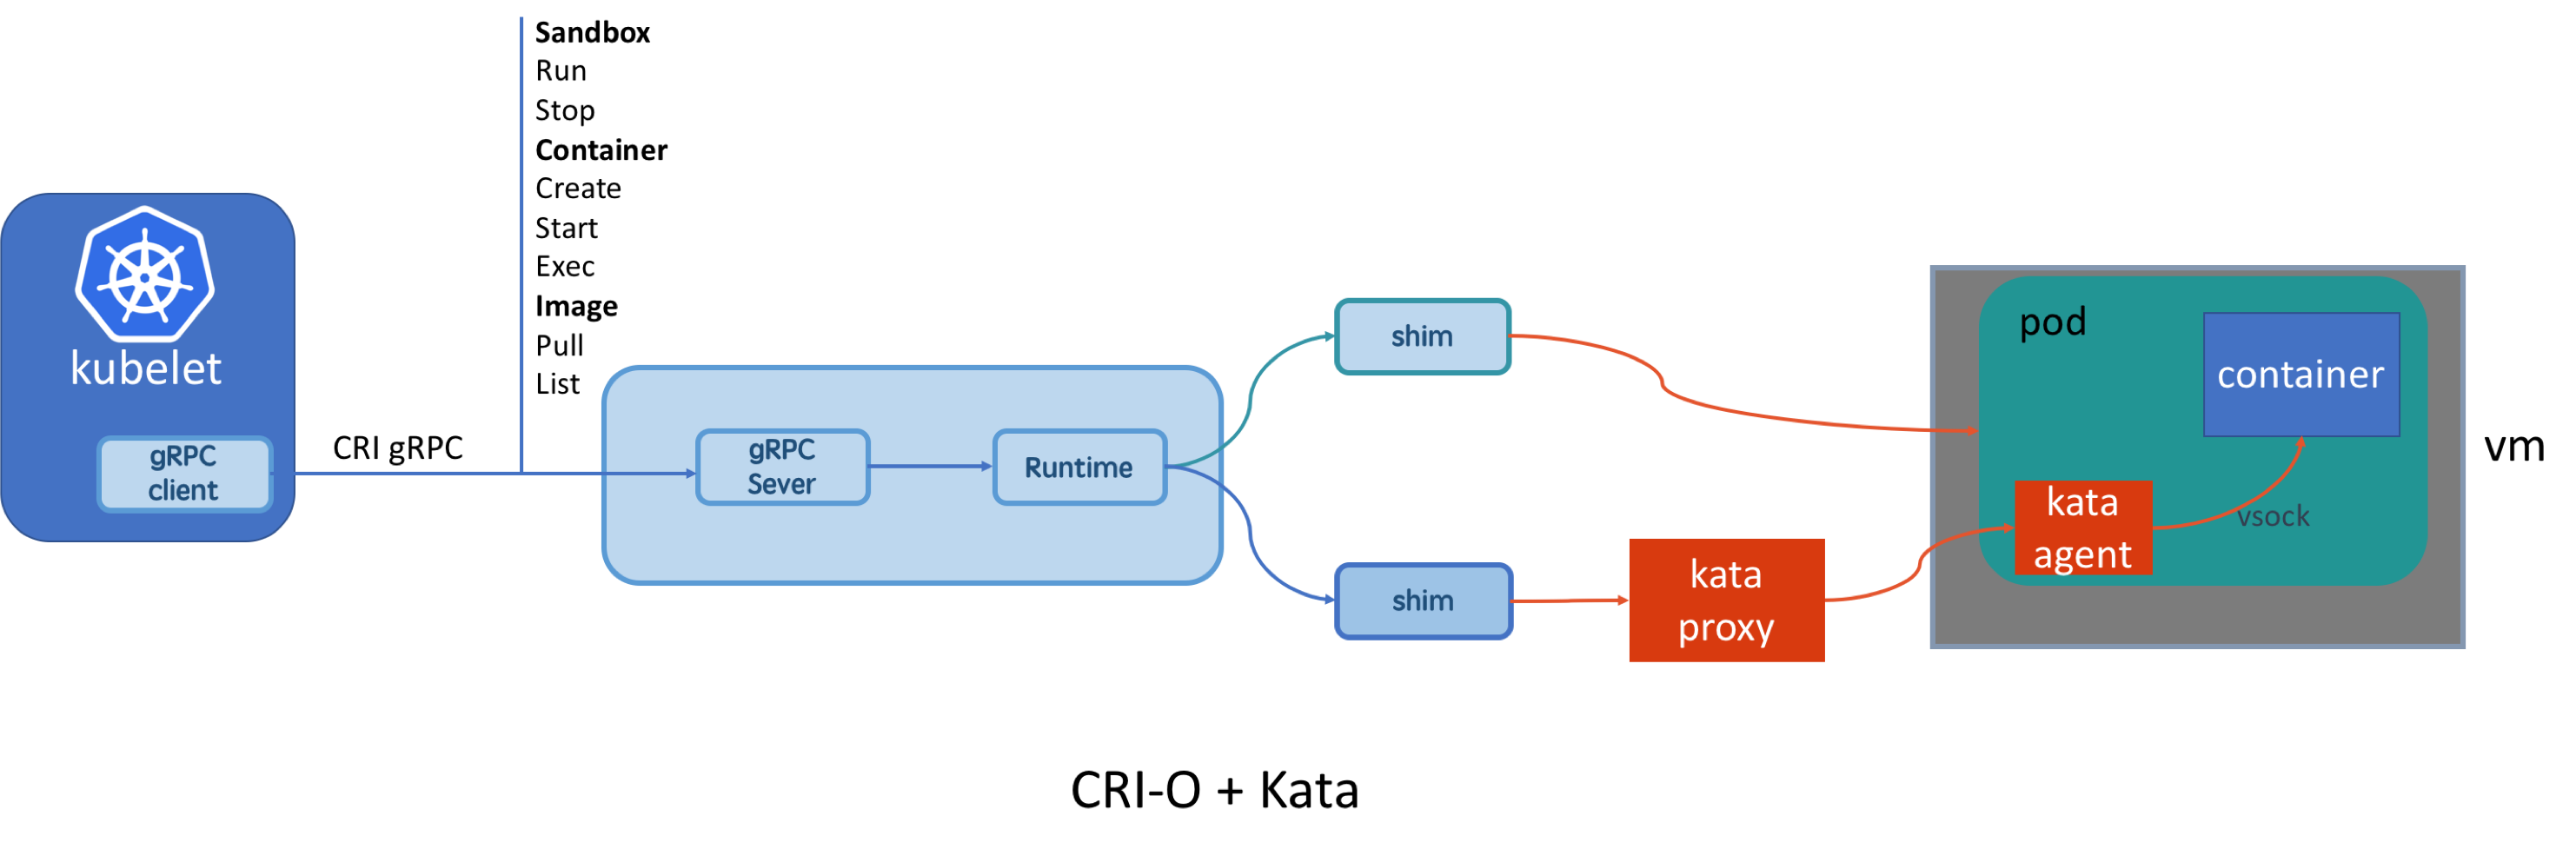 Sandbox
Run
Stop
Container
Create
Start
Exec
Image
Pull
List
kubelet
gRPC
client
CRI gRPC
gRPC
Sever
Runtime
shim
shim
kata
proxy
pod
container
kata
agent
vsock
vm
CRI-O + Kata